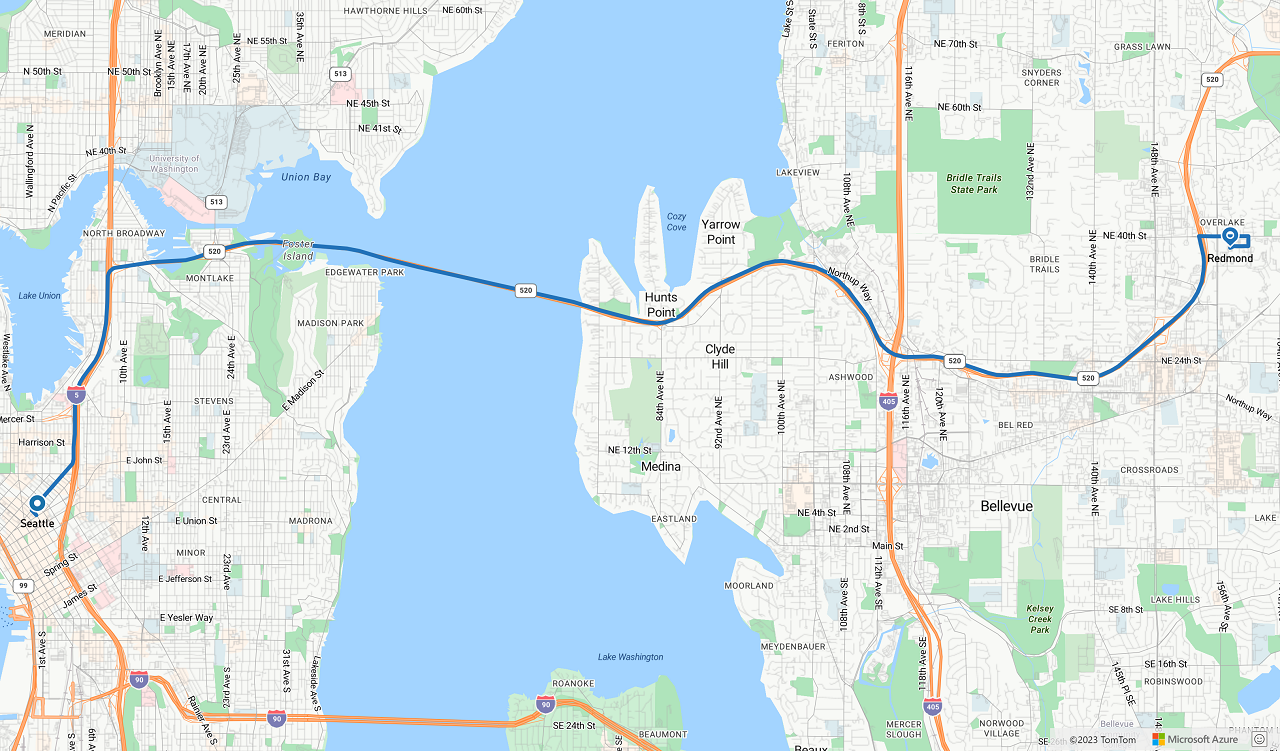 HAWTHORNE HILLS
NE 60th St
Lake St S
State St S
MERIDIAN
Brooklyn Ave NE
15th Ave NE
17th Ave NE
20th Ave NE
25th Ave NE
35th Ave NE
NE 55th St
FERITON
NE 70th St
GRASS LAWN
N 50th St
NE 50th St
513
116th Ave NE
SNYDERS
CORNER
520
NE 45th St
NE 60th St
NE 41st St
Wallingford Ave N
NE 40th St
University of
Washington
N Pacific St
Union Bay
LAKEVIEW
108th Ave NE
Bridle Trails
State Park
132nd Ave NE
148th Ave NE
513
Cozy
Cove
Yarrow
Point
NORTH BROADWAY
520
Foster
Island
NE 40th St
OVERLAKE
Redmond
MONTLAKE
EDGEWATER PARK
BRIDLE
TRAILS
140th Ave NE
Northup Way
Lake Union
520
Hunts
Point
MADISON PARK
Westlake Ave N
10th Ave E
24th Ave E
Clyde
Hill
520
NE 24th St
E Madison St
ASHWOOD
520
5
STEVENS
84th Ave NE
92nd Ave NE
100th Ave NE
405
116th Ave NE
120th Ave NE
Northup Way
Mercer St
15th Ave E
23rd Ave E
BEL RED
Harrison St
NE 12th St
E John St
Medina
108th Ave NE
140th Ave NE
CROSSROADS
CENTRAL
Seattle
12th Ave
E Union St
MADRONA
EASTLAND
NE 4th St
NE 2nd St
Bellevue
LAKE
MINOR
Main St
Spring St
23rd Ave
E Jefferson St
99
James St
MOORLAND
108th Ave SE
112th Ave SE
LAKE HILLS
156th Ave SE
E Yesler Way
Kelsey
Creek
Park
SE 8th St
1st Ave S
MEYDENBAUER
118th Ave SE
Lake Washington
SE 16th St
90
23rd Ave S
31st Ave S
Lakeside Ave S
ROANOKE
145th Ave SE
ROBINSWOOD
90
Rainier Ave S
90
405
SE 24th St
MERCER
SLOUGH
NORWOOD
VILLAGE
Bellevue
6th Ave S
BEAUMONT
Beaux
©2023 TomTom
Microsoft Azure